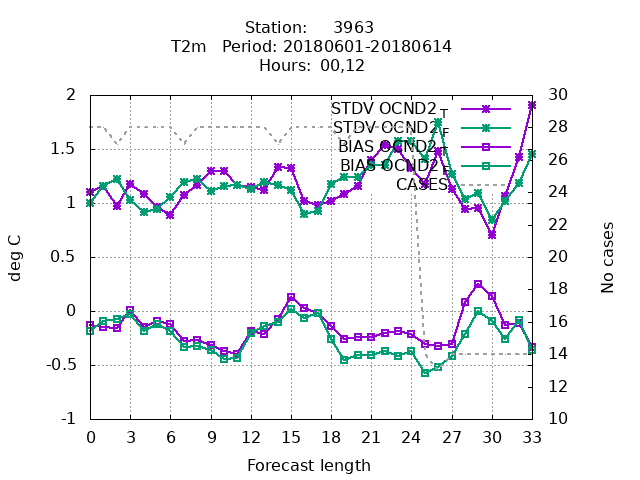 Station: 3963
T2m Period: 20180601-20180614
Hours: 00,12
STDV OCND2 T
STDV OCND2 F
BIAS OCND2 T
BIAS OCND2 F
CASES
2
1.5
1
0.5
0
-0.5
-1
deg C
30
28
26
24
22
20
18
16
14
12
10
No cases
0 3 6 9 12 15 18 21 24 27 30 33
Forecast length